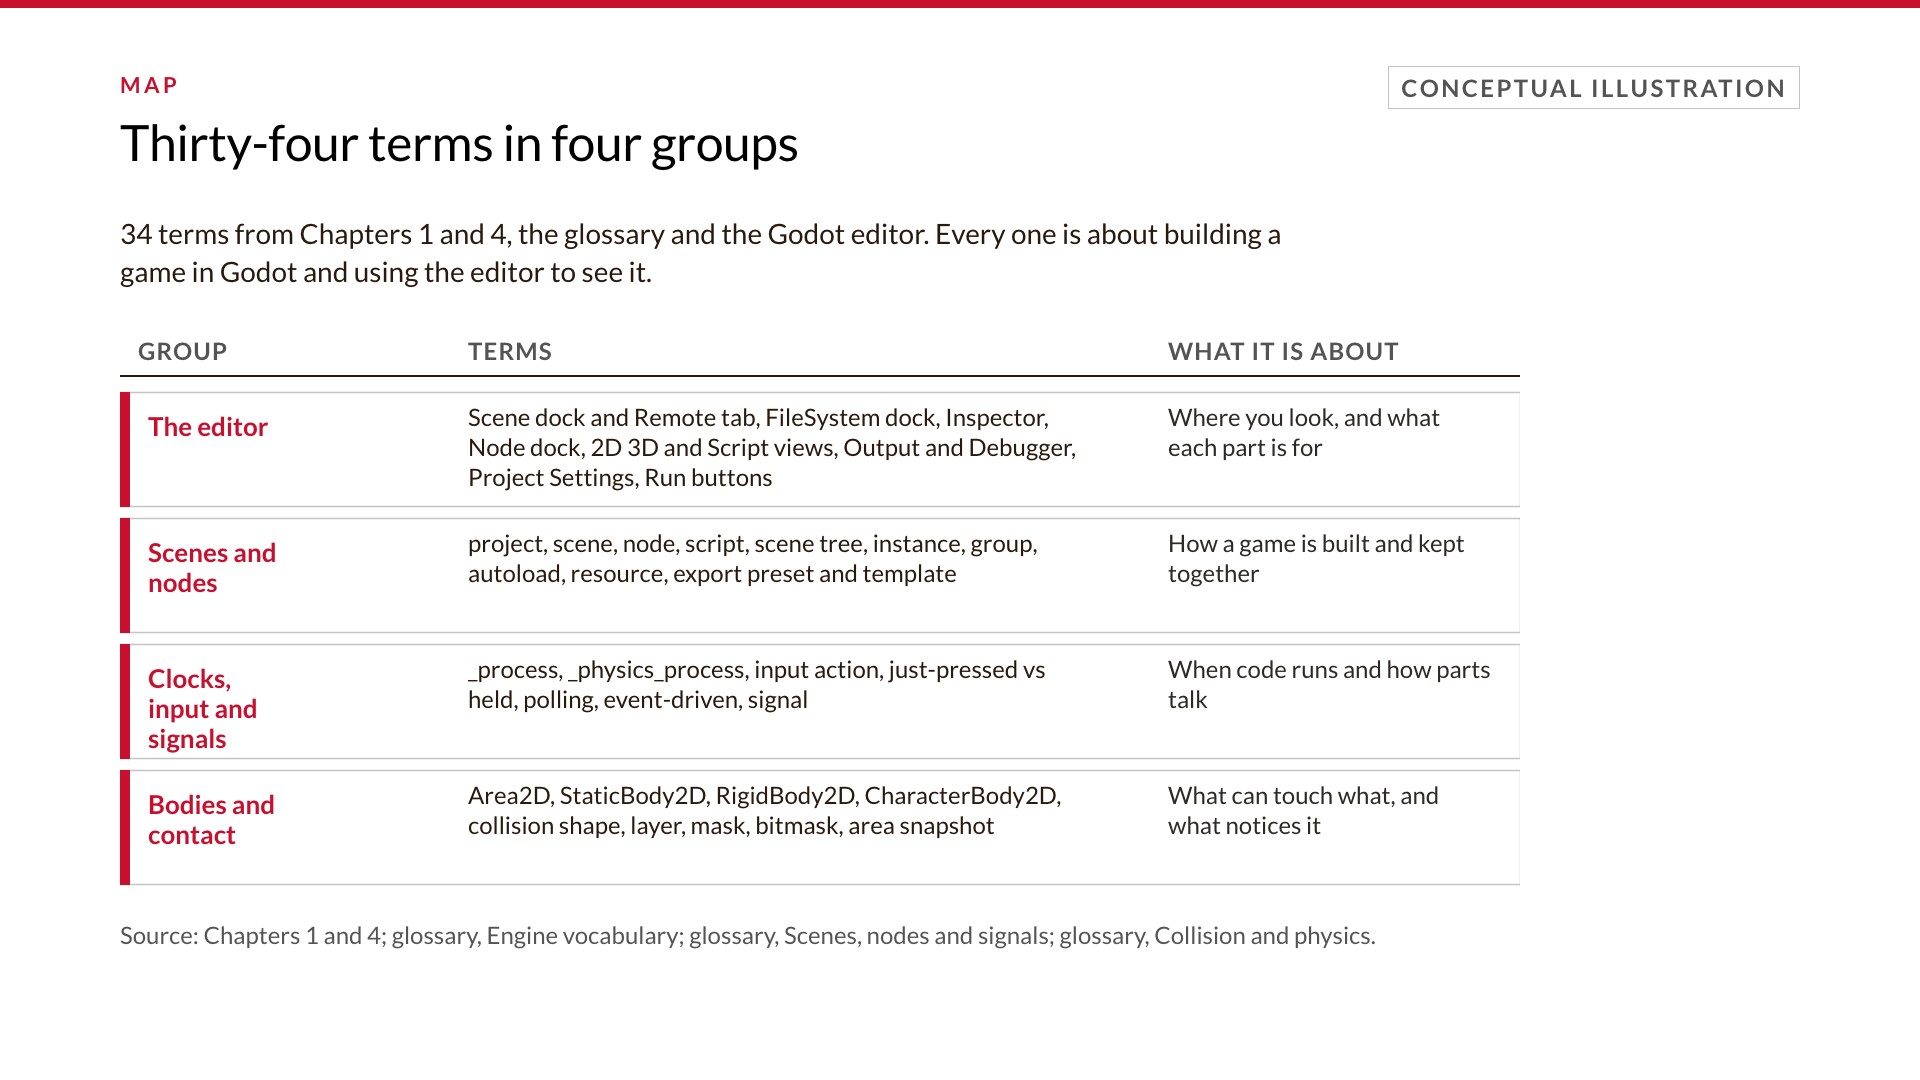 MAP
CONCEPTUAL ILLUSTRATION
Thirty-four terms in four groups
34 terms from Chapters 1 and 4, the glossary and the Godot editor. Every one is about building a
game in Godot and using the editor to see it.
GROUP
TERMS
WHAT IT IS ABOUT
The editor
Scene dock and Remote tab, FileSystem dock, Inspector,
Node dock, 2D 3D and Script views, Output and Debugger,
Project Settings, Run buttons
Where you look, and what
each part is for
Scenes and
nodes
project, scene, node, script, scene tree, instance, group,
autoload, resource, export preset and template
How a game is built and kept
together
Clocks,
input and
signals
_process, _physics_process, input action, just-pressed vs
held, polling, event-driven, signal
When code runs and how parts
talk
Bodies and
contact
Area2D, StaticBody2D, RigidBody2D, CharacterBody2D,
collision shape, layer, mask, bitmask, area snapshot
What can touch what, and
what notices it
Source: Chapters 1 and 4; glossary, Engine vocabulary; glossary, Scenes, nodes and signals; glossary, Collision and physics.